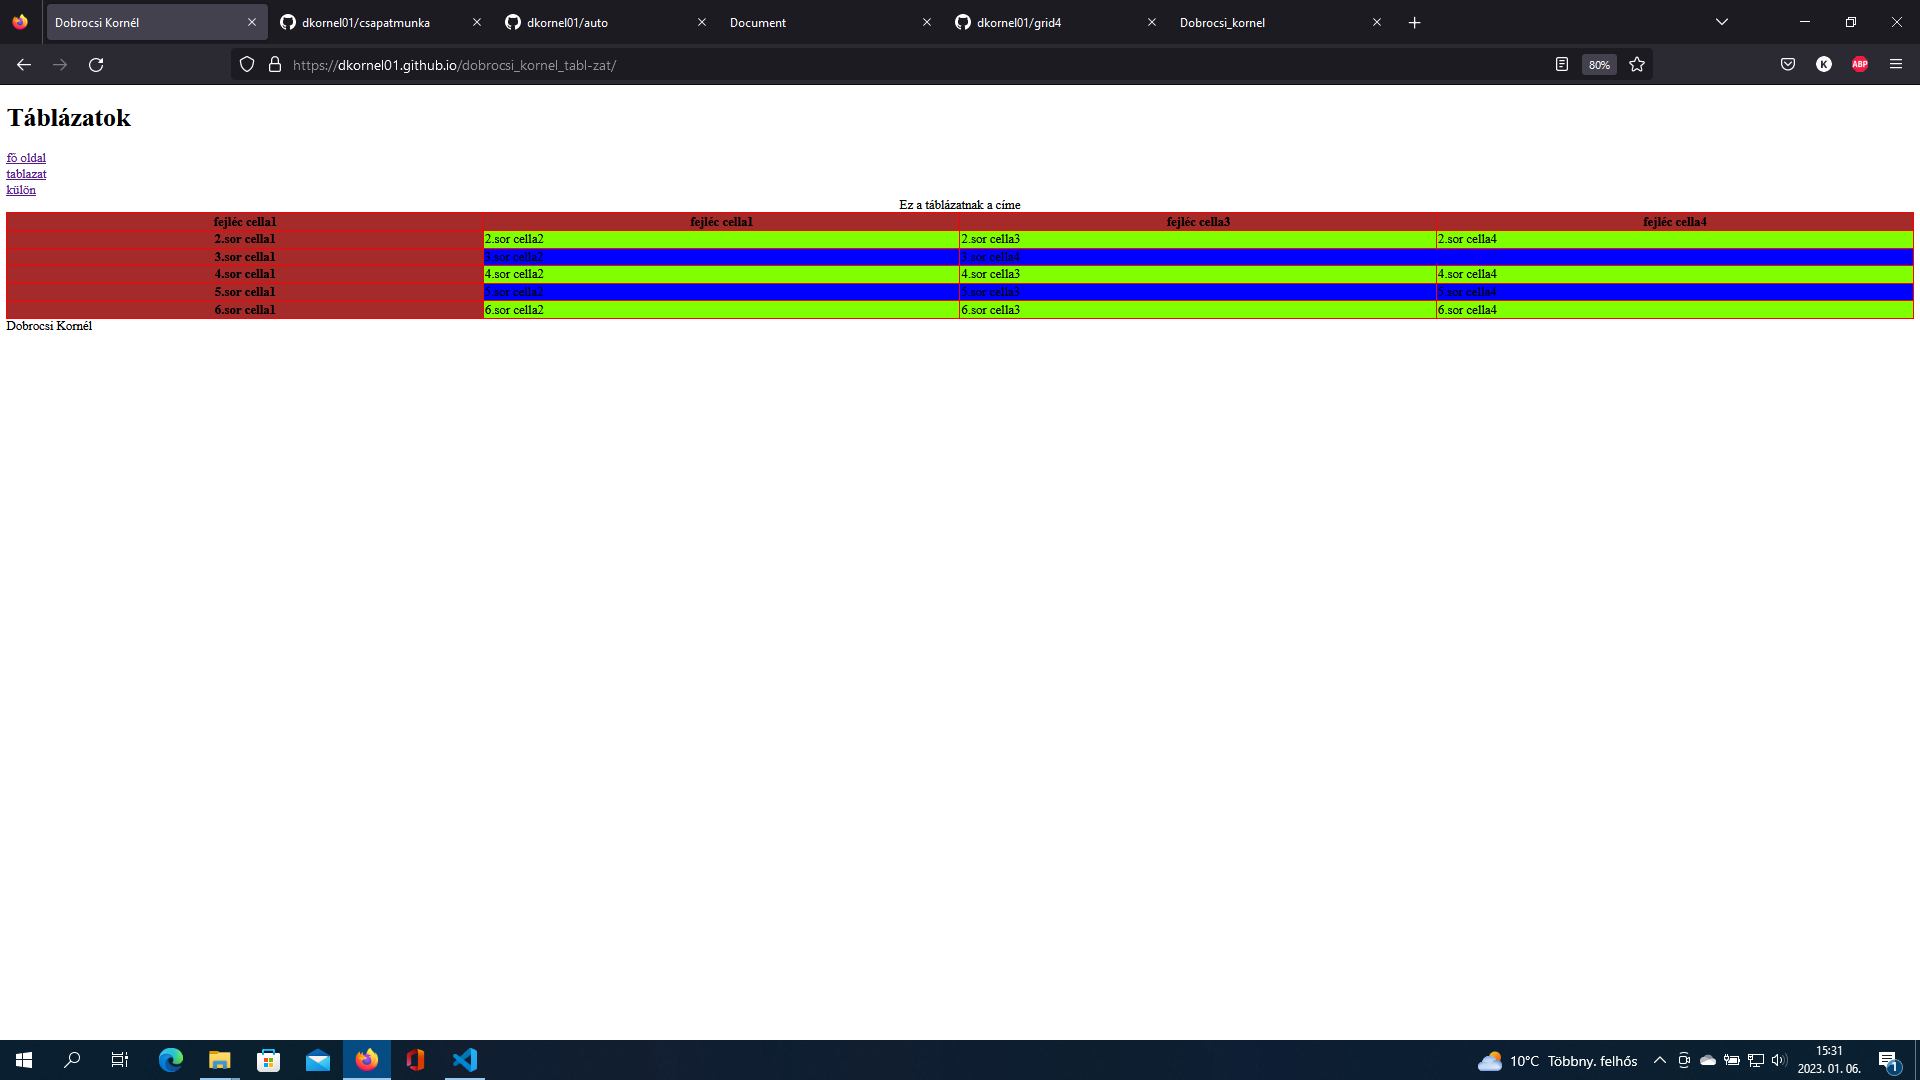 Dobrocsi Kornél
dkornel01/csapatmunka
dkornel01/auto
Document
dkornel01/grid4
Dobrocsi_kornel
https://dkornel01.github.io/dobrocsi_kornel_tabl-zat/
80%
K
ABP
Táblázatok
fő oldal
tablazat
külön
Ez a táblázatnak a címe
fejléc cella1 fejléc cella1 fejléc cella3 fejléc cella4
2.sor cella1 2.sor cella2 2.sor cella3 2.sor cella4
3.sor cella1 3.sor cella2 3.sor cella4
4.sor cella1 4.sor cella2 4.sor cella3 4.sor cella4
5.sor cella1 5.sor cella2 5.sor cella3 5.sor cella4
6.sor cella1 6.sor cella2 6.sor cella3 6.sor cella4
Dobrocsi Kornél
10°C Többny. felhős
15:31
2023. 01. 06.
1